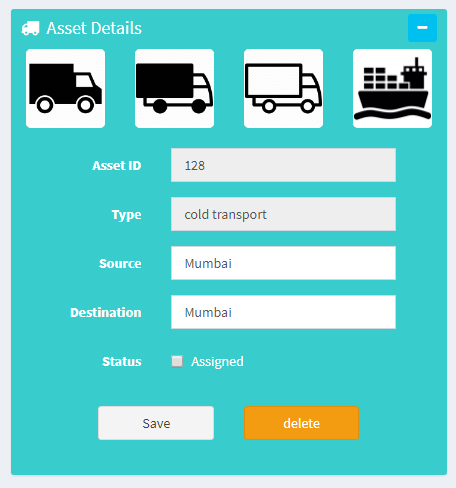 Asset Details
Asset ID 128
Type cold transport
Source Mumbai
Destination Mumbai
Status Assigned
Save delete